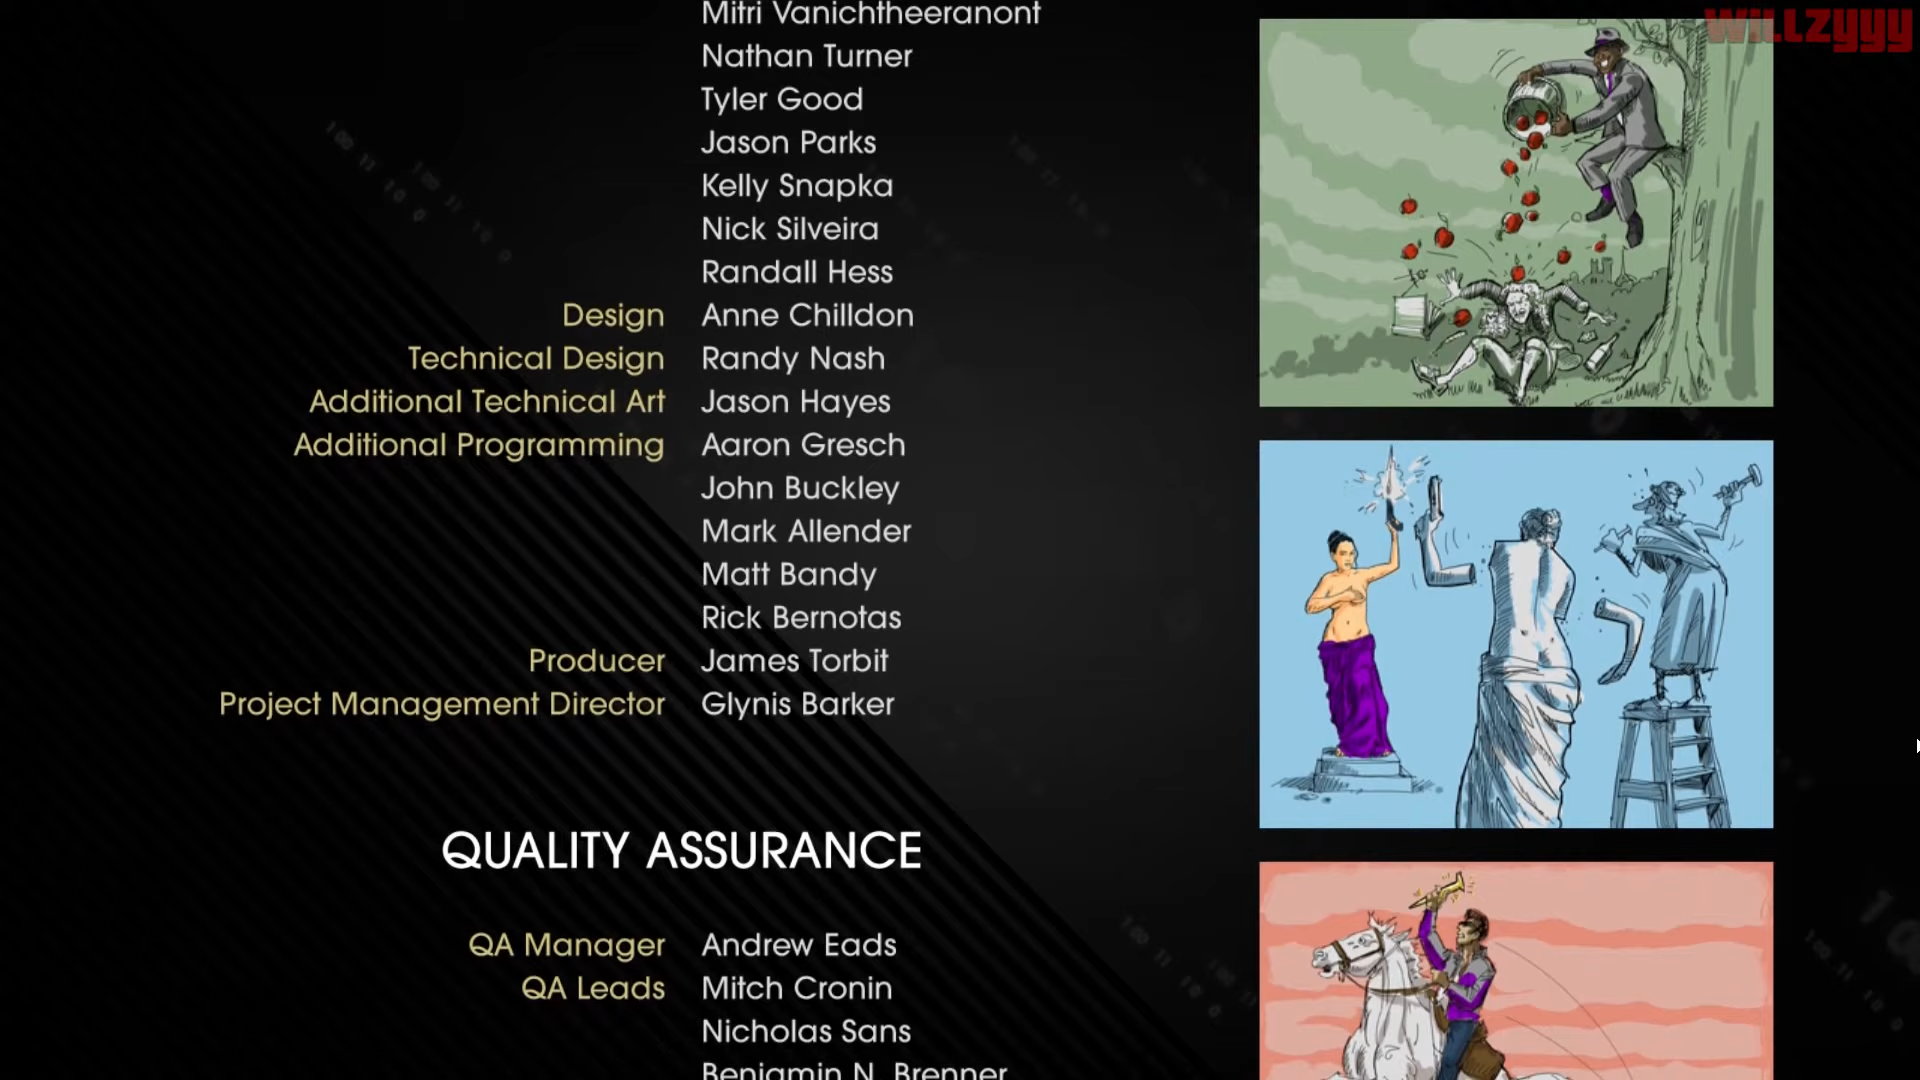 Mitri Vanichtheeranont
Nathan Turner
Tyler Good
Jason Parks
Kelly Snapka
Nick Silveira
Randall Hess
Design Anne Chilldon
Technical Design Randy Nash
Additional Technical Art Jason Hayes
Additional Programming Aaron Gresch
John Buckley
Mark Allender
Matt Bandy
Rick Bernotas
Producer James Torbit
Project Management Director Glynis Barker
QUALITY ASSURANCE
QA Manager Andrew Eads
QA Leads Mitch Cronin
Nicholas Sans
Benjamin N. Brenner
willzyyy